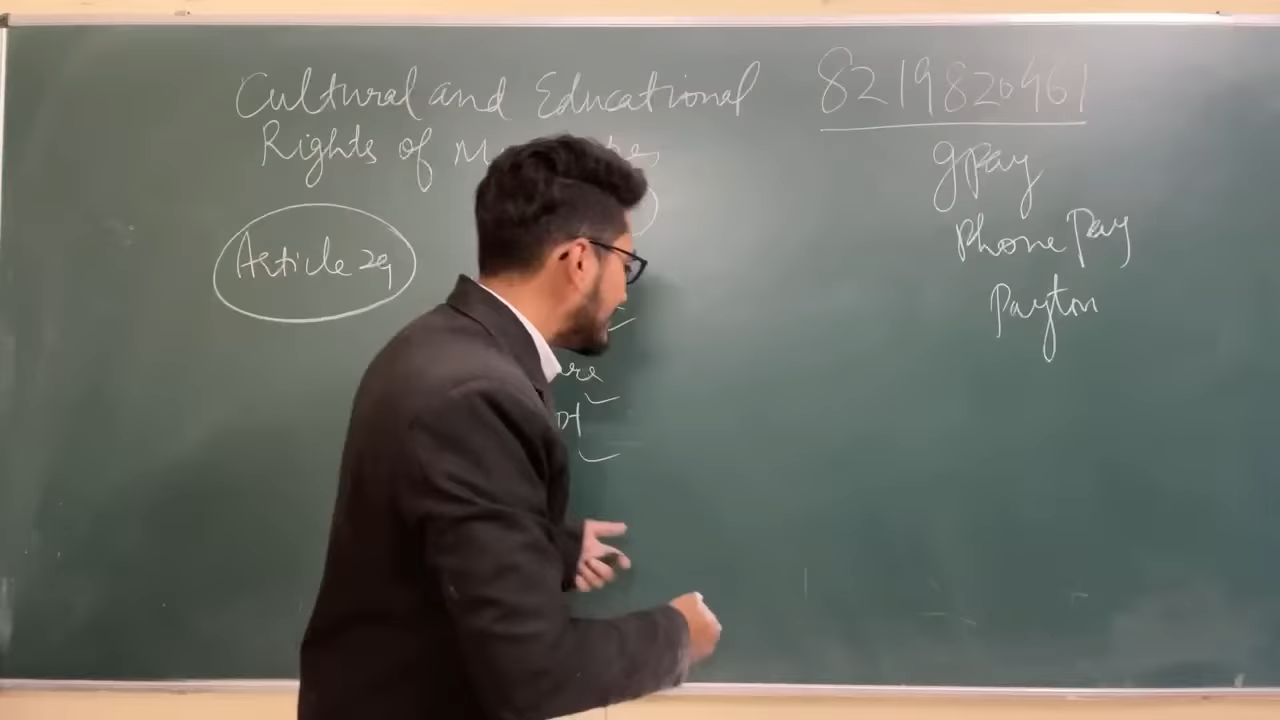 Cultural and Educational
Rights of
Article 29
8219820461
gpay
Phone Pay
Paytm